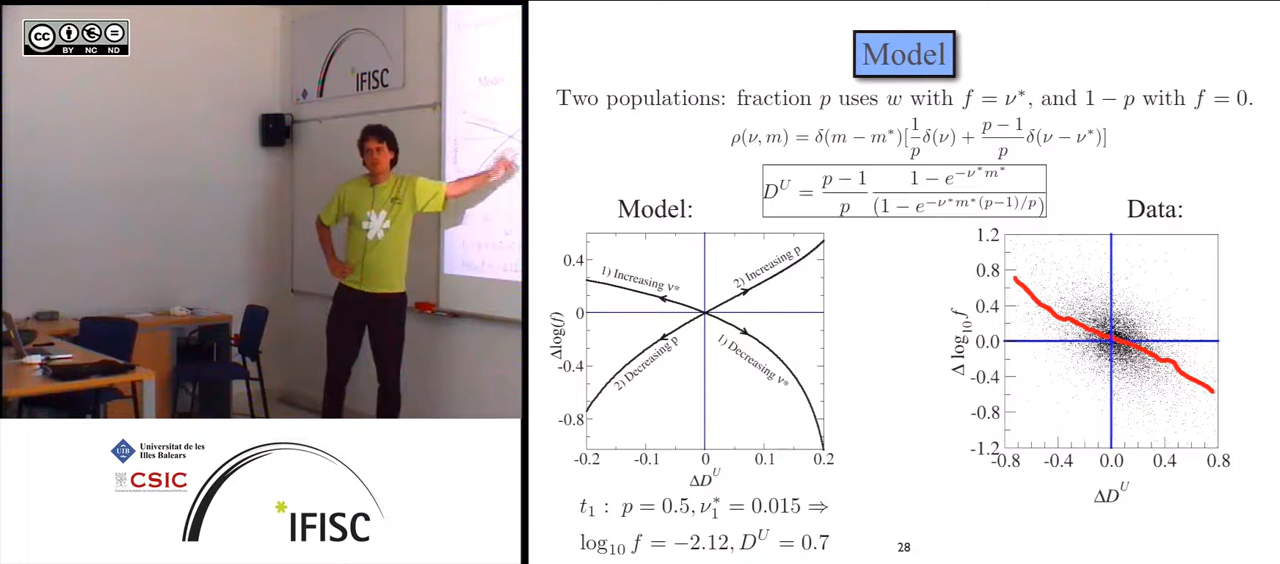 cc
BY NC ND
*IFISC
Model
Two populations: fraction p uses w with f = ν*, and 1 − p with f = 0.
ρ(ν, m) = δ(m − m*)[1/p δ(ν) + (p−1)/p δ(ν − ν*)]
D^U = (p−1)/p (1 − e^{−ν*m*})/((1 − e^{−ν*m*(p−1)/p})
Model:
Data:
1) Increasing ν*
2) Increasing p
2) Decreasing p
1) Decreasing ν*
Δlog(f)
0.4
0
-0.4
-0.8
-0.2 -0.1 0 0.1 0.2
ΔD^U
Δ log₁₀ f
1.2
0.8
0.4
0.0
-0.4
-0.8
-1.2
-0.8 -0.4 0.0 0.4 0.8
ΔD^U
t₁ : p = 0.5, ν₁* = 0.015 ⇒
log₁₀ f = −2.12, D^U = 0.7
28
UIB
Universitat de les
Illes Balears
CSIC
*IFISC